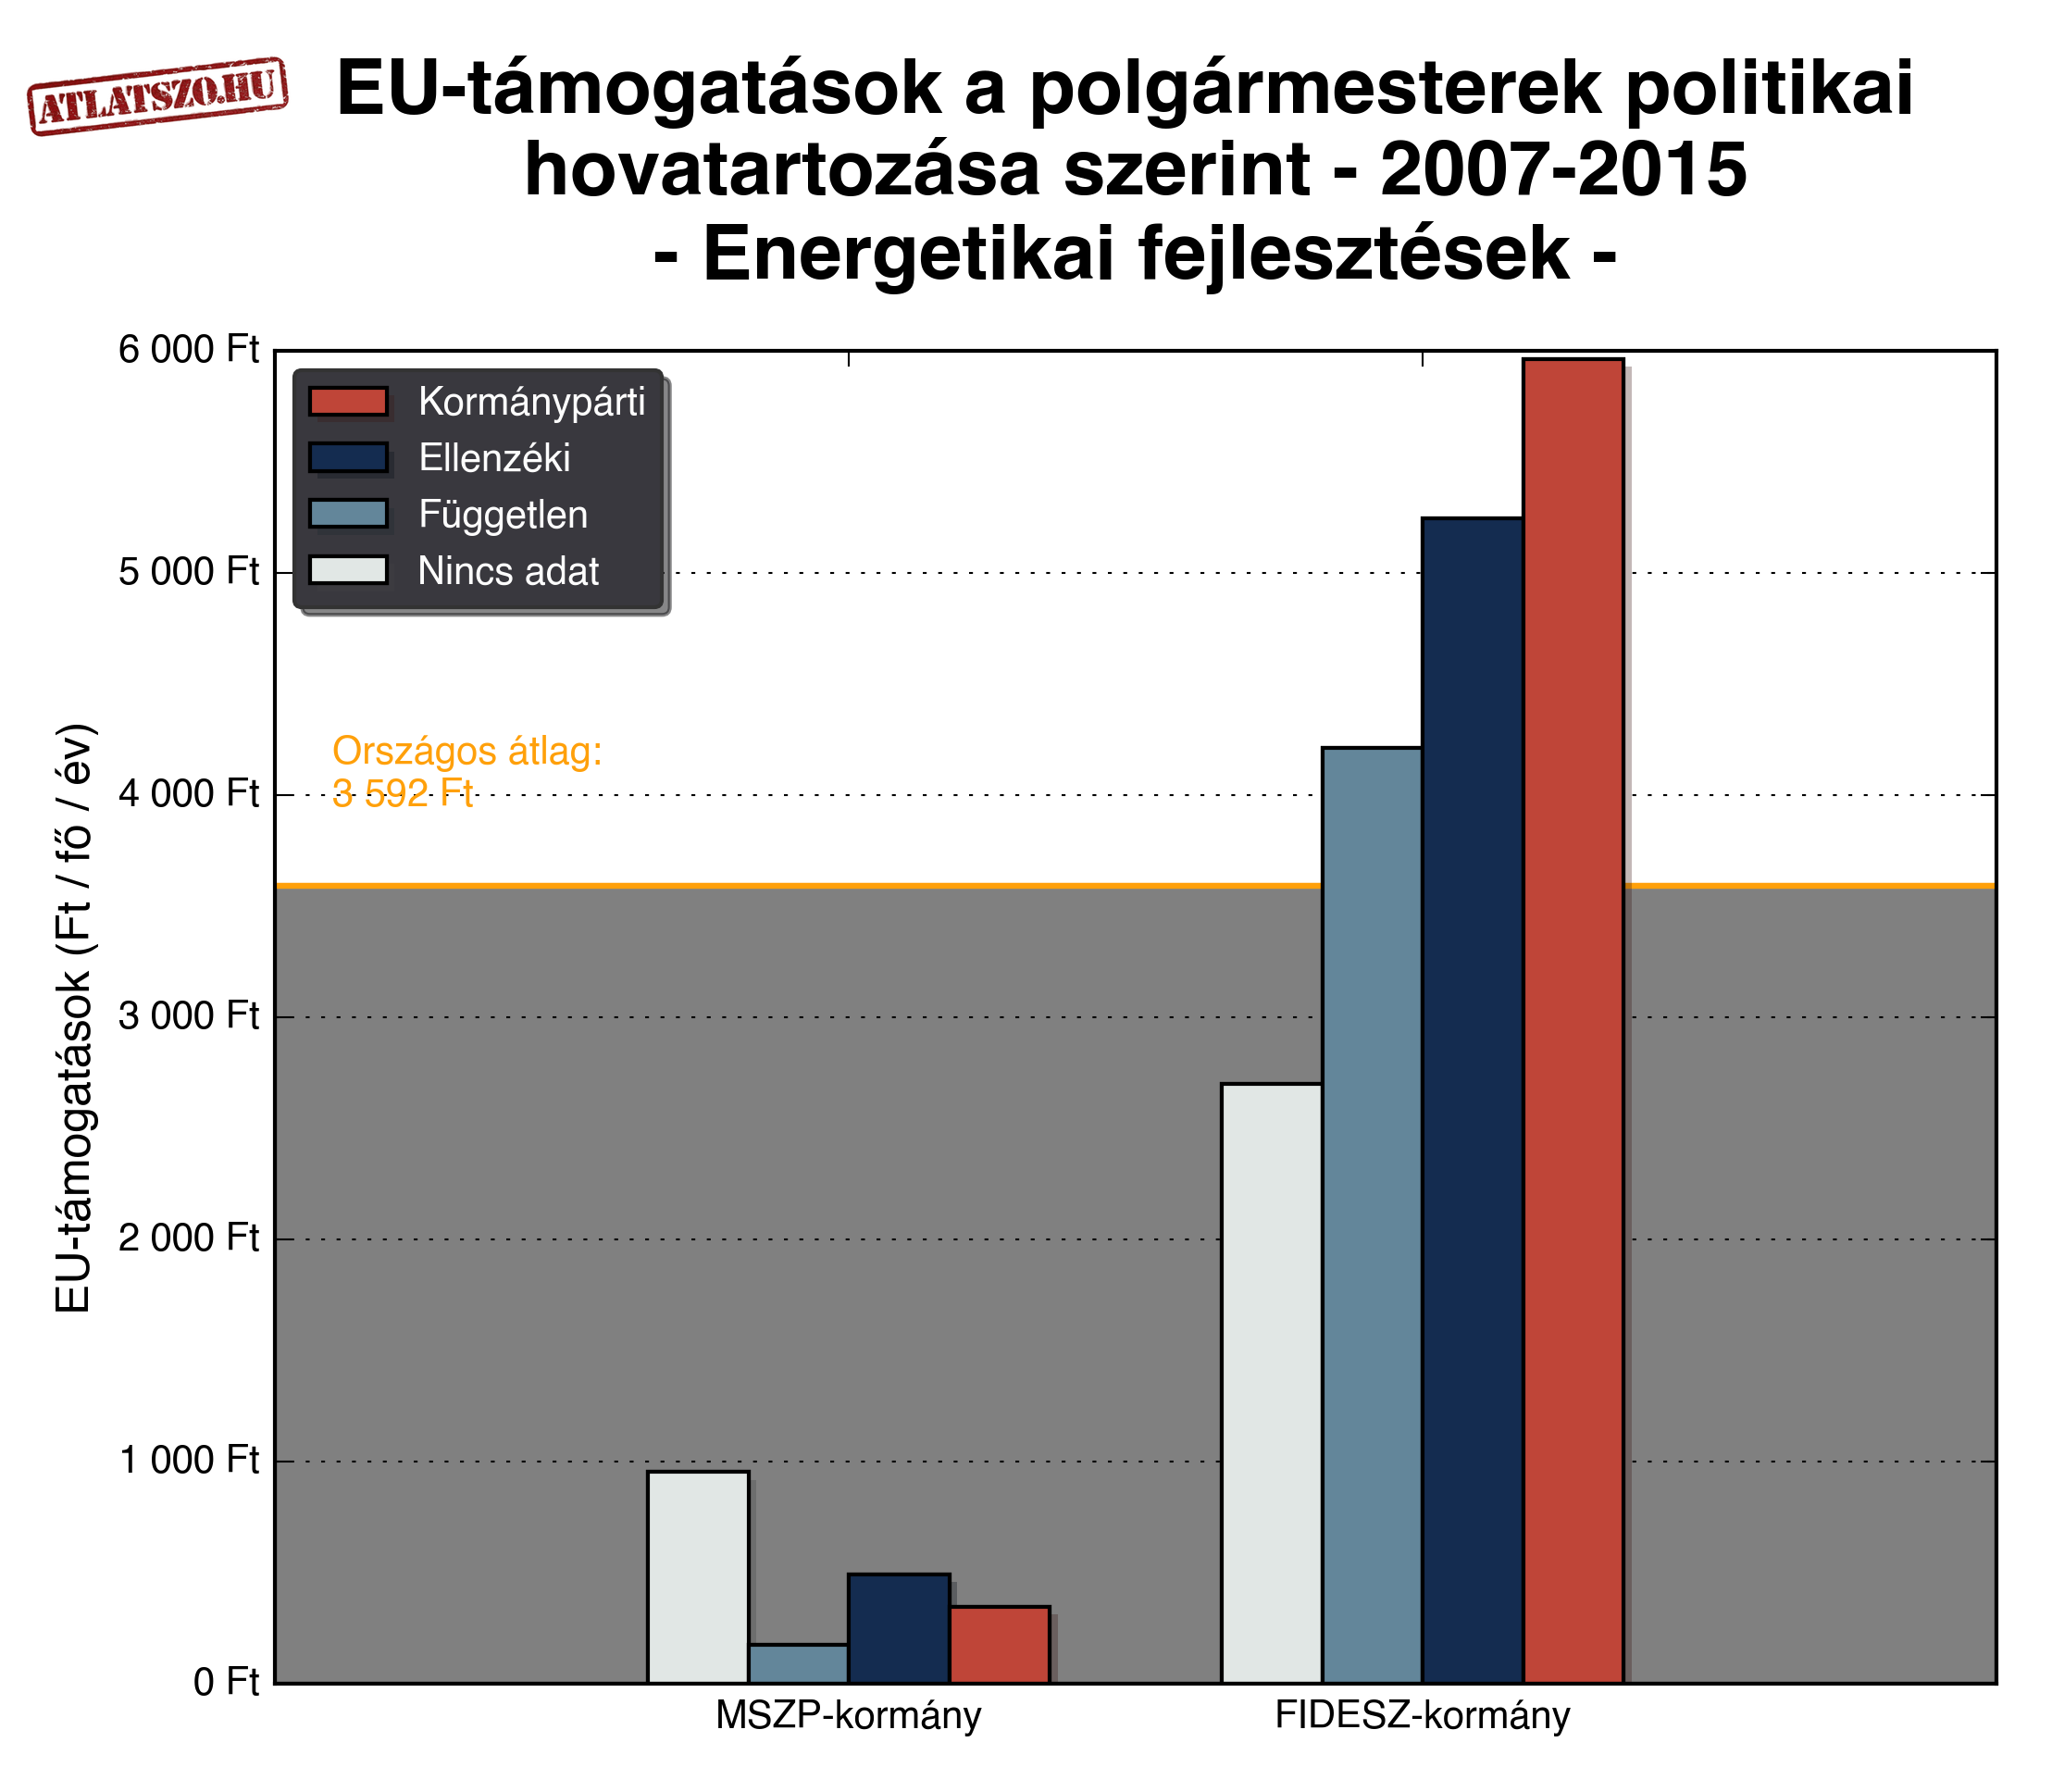 ATLATSZO.HU
EU-támogatások a polgármesterek politikai
hovatartozása szerint - 2007-2015
- Energetikai fejlesztések -
6 000 Ft
5 000 Ft
4 000 Ft
3 000 Ft
2 000 Ft
1 000 Ft
0 Ft
EU-támogatások (Ft / fő / év)
Kormánypárti
Ellenzéki
Független
Nincs adat
Országos átlag:
3 592 Ft
MSZP-kormány
FIDESZ-kormány